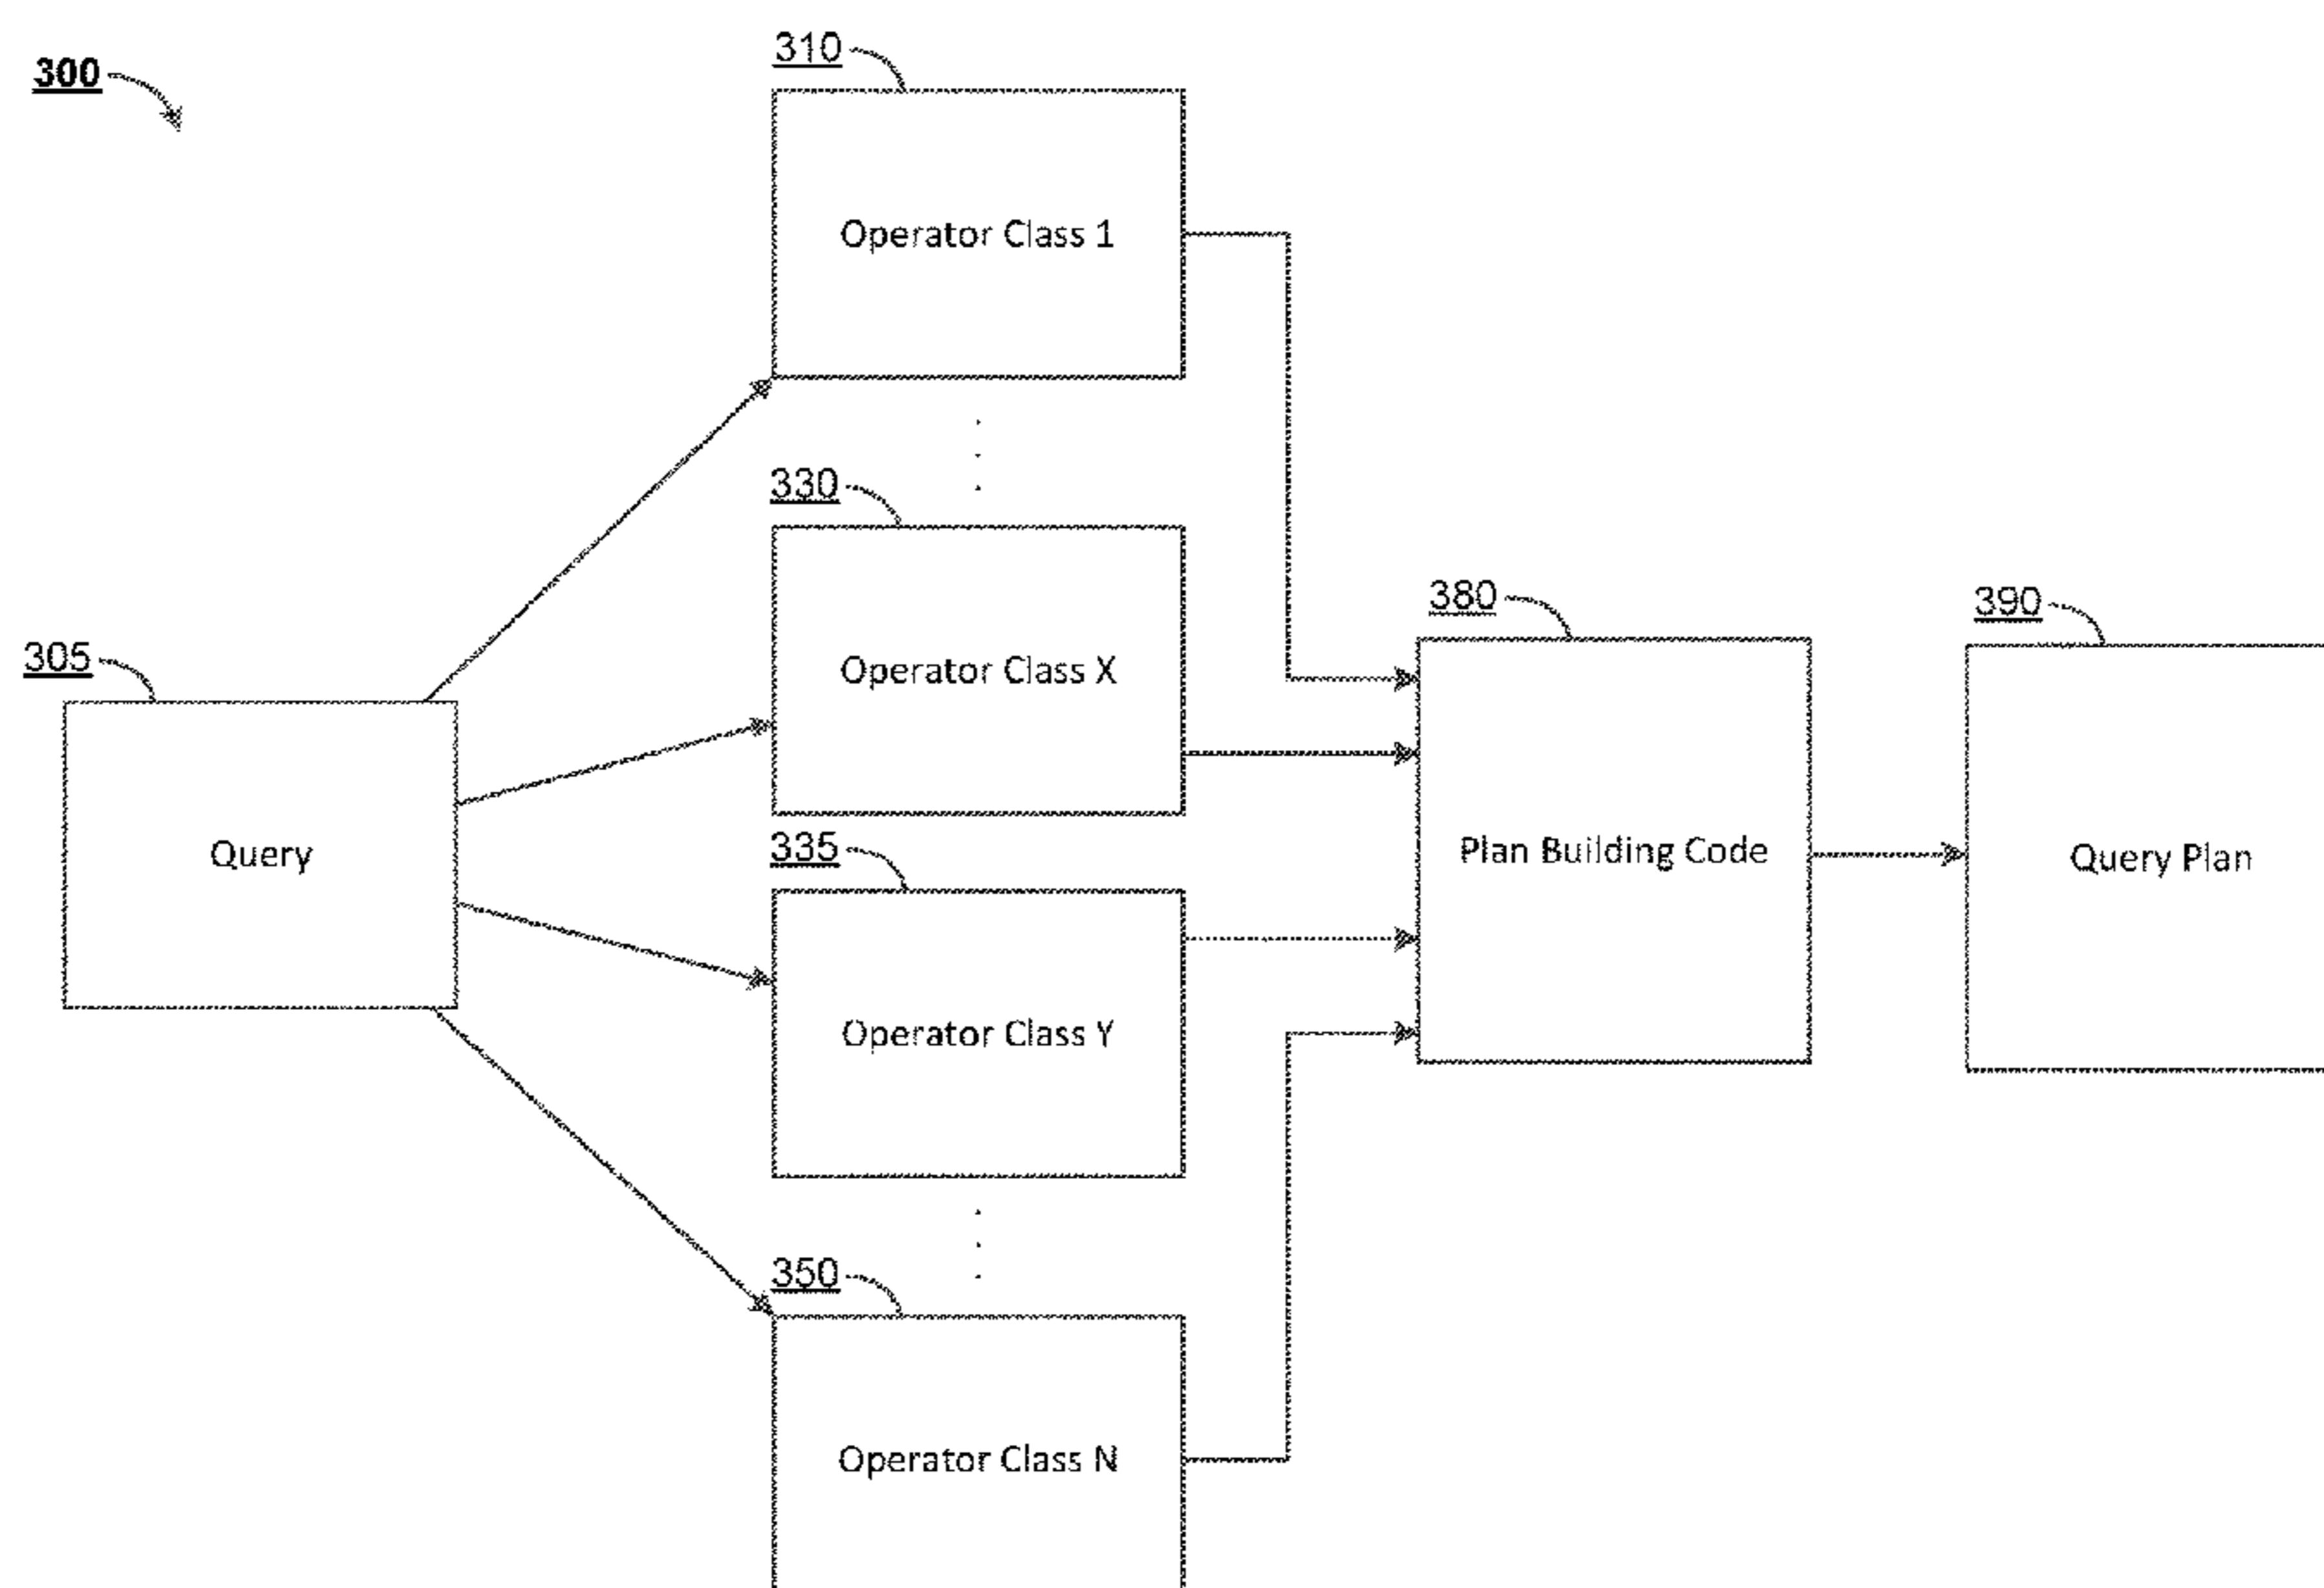 300
310
Operator Class 1
330
Operator Class X
380
390
305
Query
335
Plan Building Code
Query Plan
Operator Class Y
350
Operator Class N